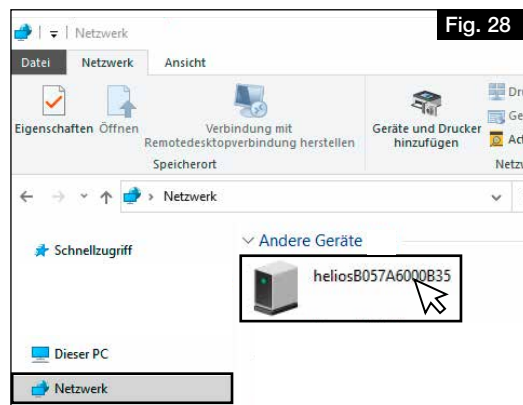 Fig. 28
Netzwerk
Datei Netzwerk Ansicht
Eigenschaften Öffnen Verbindung mit Remotedesktopverbindung herstellen
Geräte und Drucker hinzufügen
Speicherort
Netzwerk
Schnellzugriff
Andere Geräte
heliosB057A6000B35
Dieser PC
Netzwerk